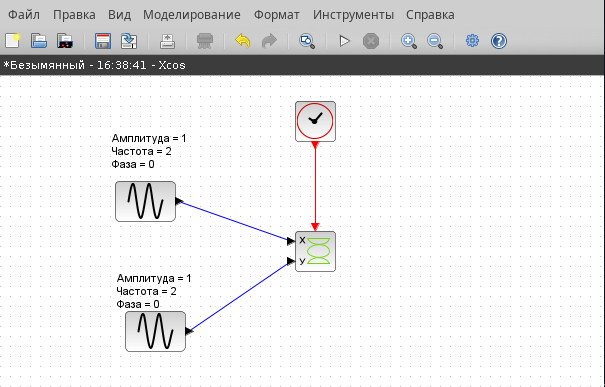 Файл Правка Вид Моделирование Формат Инструменты Справка
*Безымянный - 16:38:41 - Xcos
Амплитуда = 1
Частота = 2
Фаза = 0
X
У
Амплитуда = 1
Частота = 2
Фаза = 0